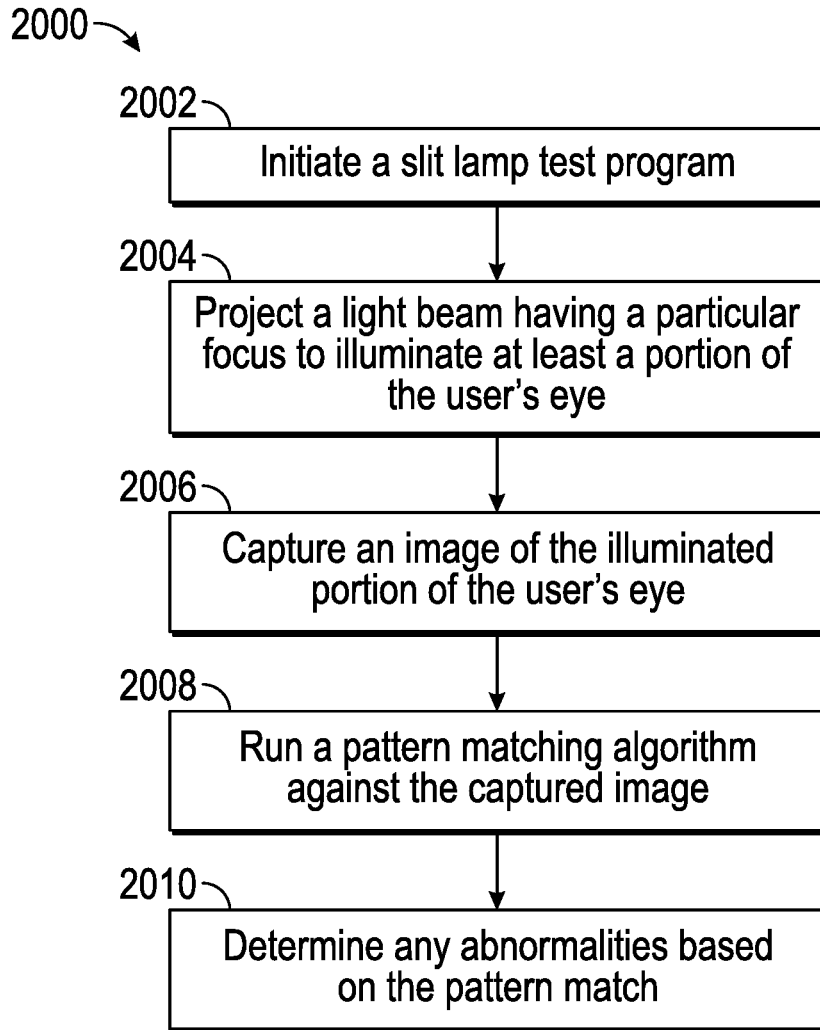 2000
2002
Initiate a slit lamp test program
2004
Project a light beam having a particular
focus to illuminate at least a portion of
the user's eye
2006
Capture an image of the illuminated
portion of the user's eye
2008
Run a pattern matching algorithm
against the captured image
2010
Determine any abnormalities based
on the pattern match